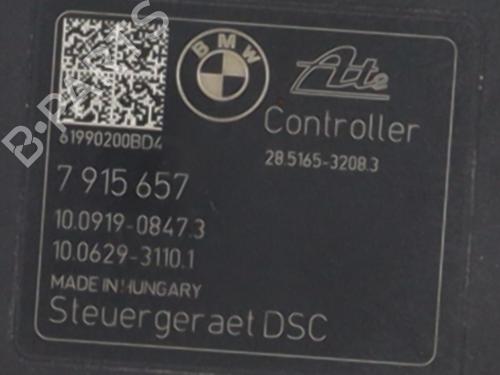 BMW
Ate
Controller
61990200BD4
28.5165-3208.3
7 915 657
10.0919-0847.3
10.0629-3110.1
MADE IN HUNGARY
Steuergeraet DSC
B-PARTS